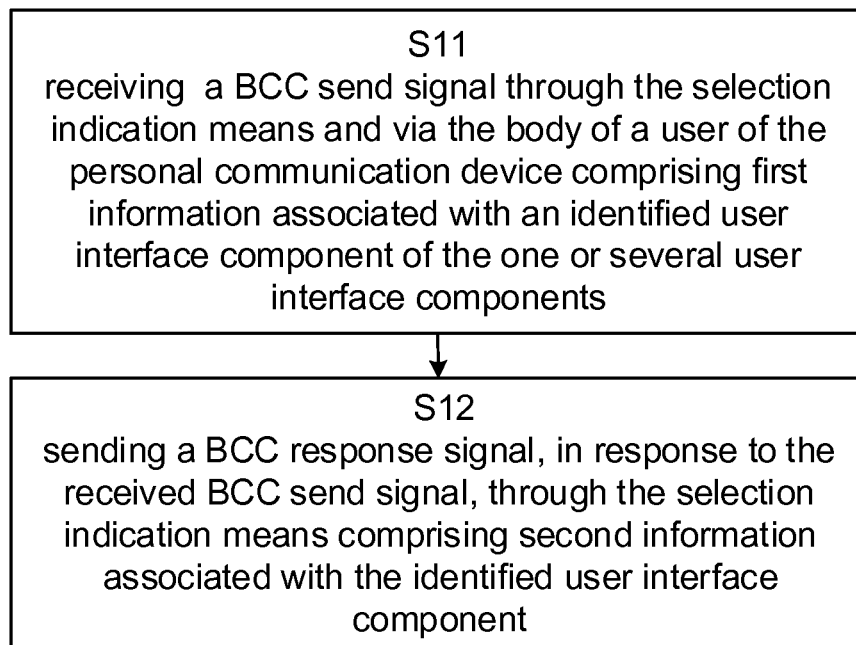 S11
receiving a BCC send signal through the selection
indication means and via the body of a user of the
personal communication device comprising first
information associated with an identified user
interface component of the one or several user
interface components
S12
sending a BCC response signal, in response to the
received BCC send signal, through the selection
indication means comprising second information
associated with the identified user interface
component